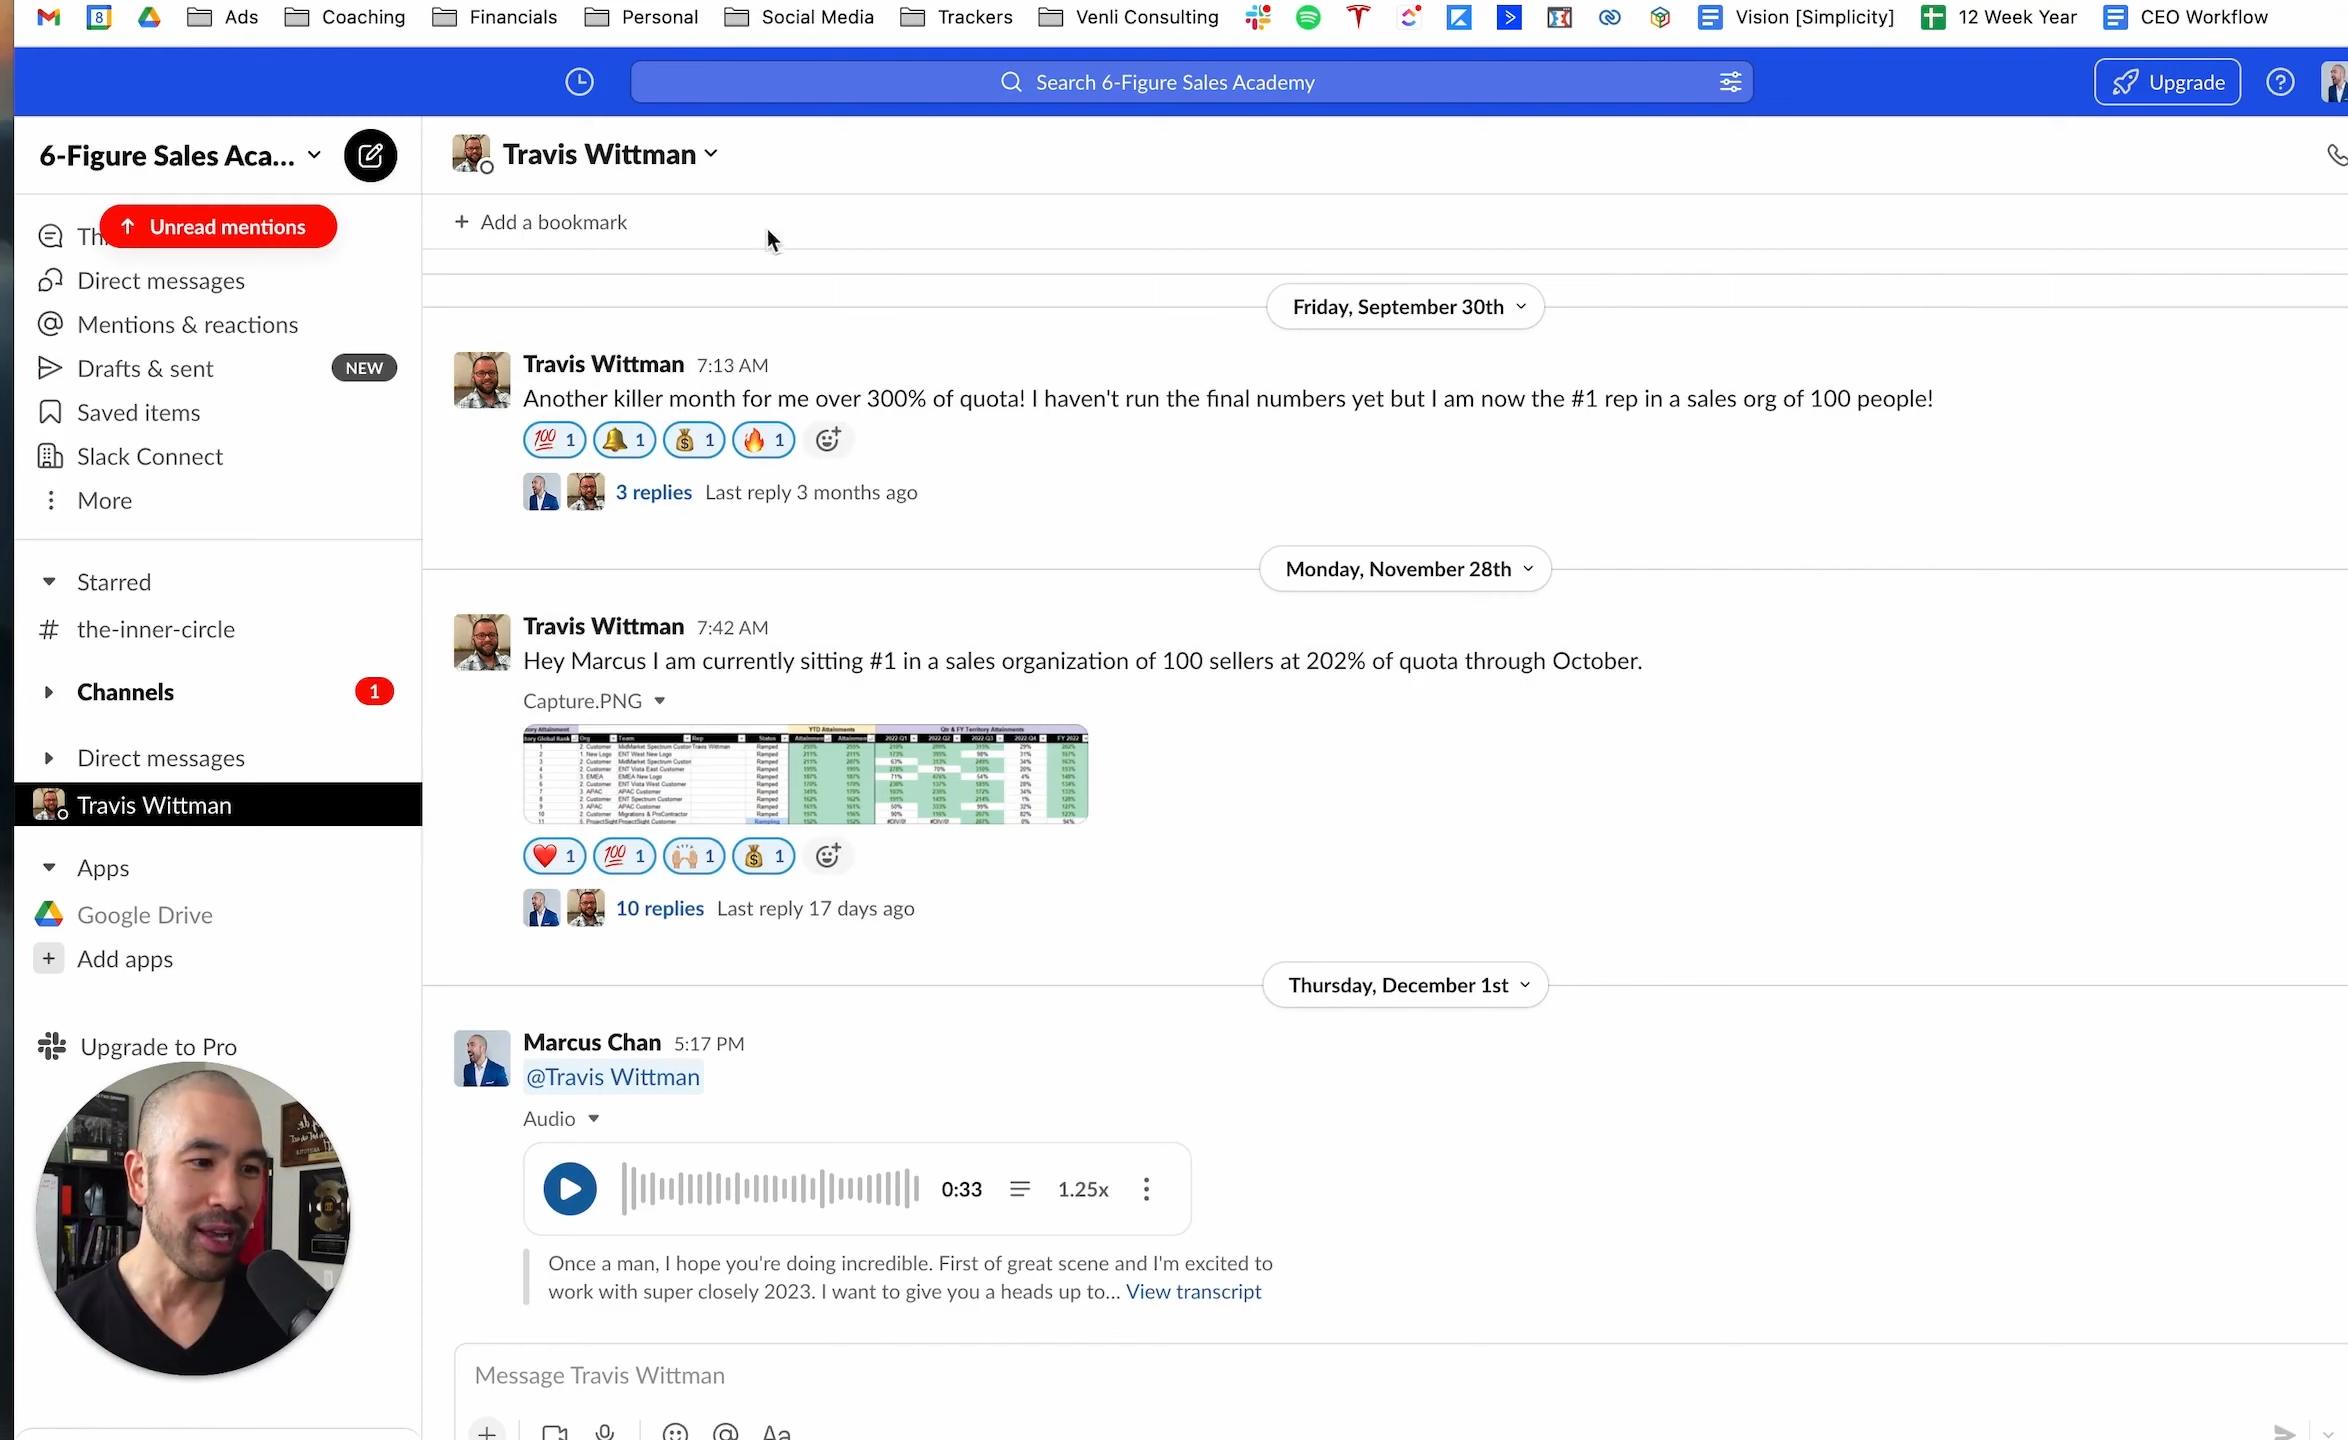 Ads
Coaching
Financials
Personal
Social Media
Trackers
Venli Consulting
Vision [Simplicity]
12 Week Year
CEO Workflow
Search 6-Figure Sales Academy
Upgrade
6-Figure Sales Aca...
Travis Wittman
Unread mentions
+ Add a bookmark
Direct messages
Mentions & reactions
Drafts & sent NEW
Saved items
Slack Connect
More
Starred
# the-inner-circle
Channels 1
Direct messages
Travis Wittman
Apps
Google Drive
+ Add apps
Upgrade to Pro
Friday, September 30th
Travis Wittman 7:13 AM
Another killer month for me over 300% of quota! I haven't run the final numbers yet but I am now the #1 rep in a sales org of 100 people!
💯 1 🔔 1 💰 1 🔥 1
3 replies Last reply 3 months ago
Monday, November 28th
Travis Wittman 7:42 AM
Hey Marcus I am currently sitting #1 in a sales organization of 100 sellers at 202% of quota through October.
Capture.PNG
YTD Attainments Qtr & FY Territory Attainments
❤️ 1 💯 1 🙌🏼 1 💰 1
10 replies Last reply 17 days ago
Thursday, December 1st
Marcus Chan 5:17 PM
@Travis Wittman
Audio
0:33 1.25x
Once a man, I hope you're doing incredible. First of great scene and I'm excited to
work with super closely 2023. I want to give you a heads up to... View transcript
Message Travis Wittman
Aa